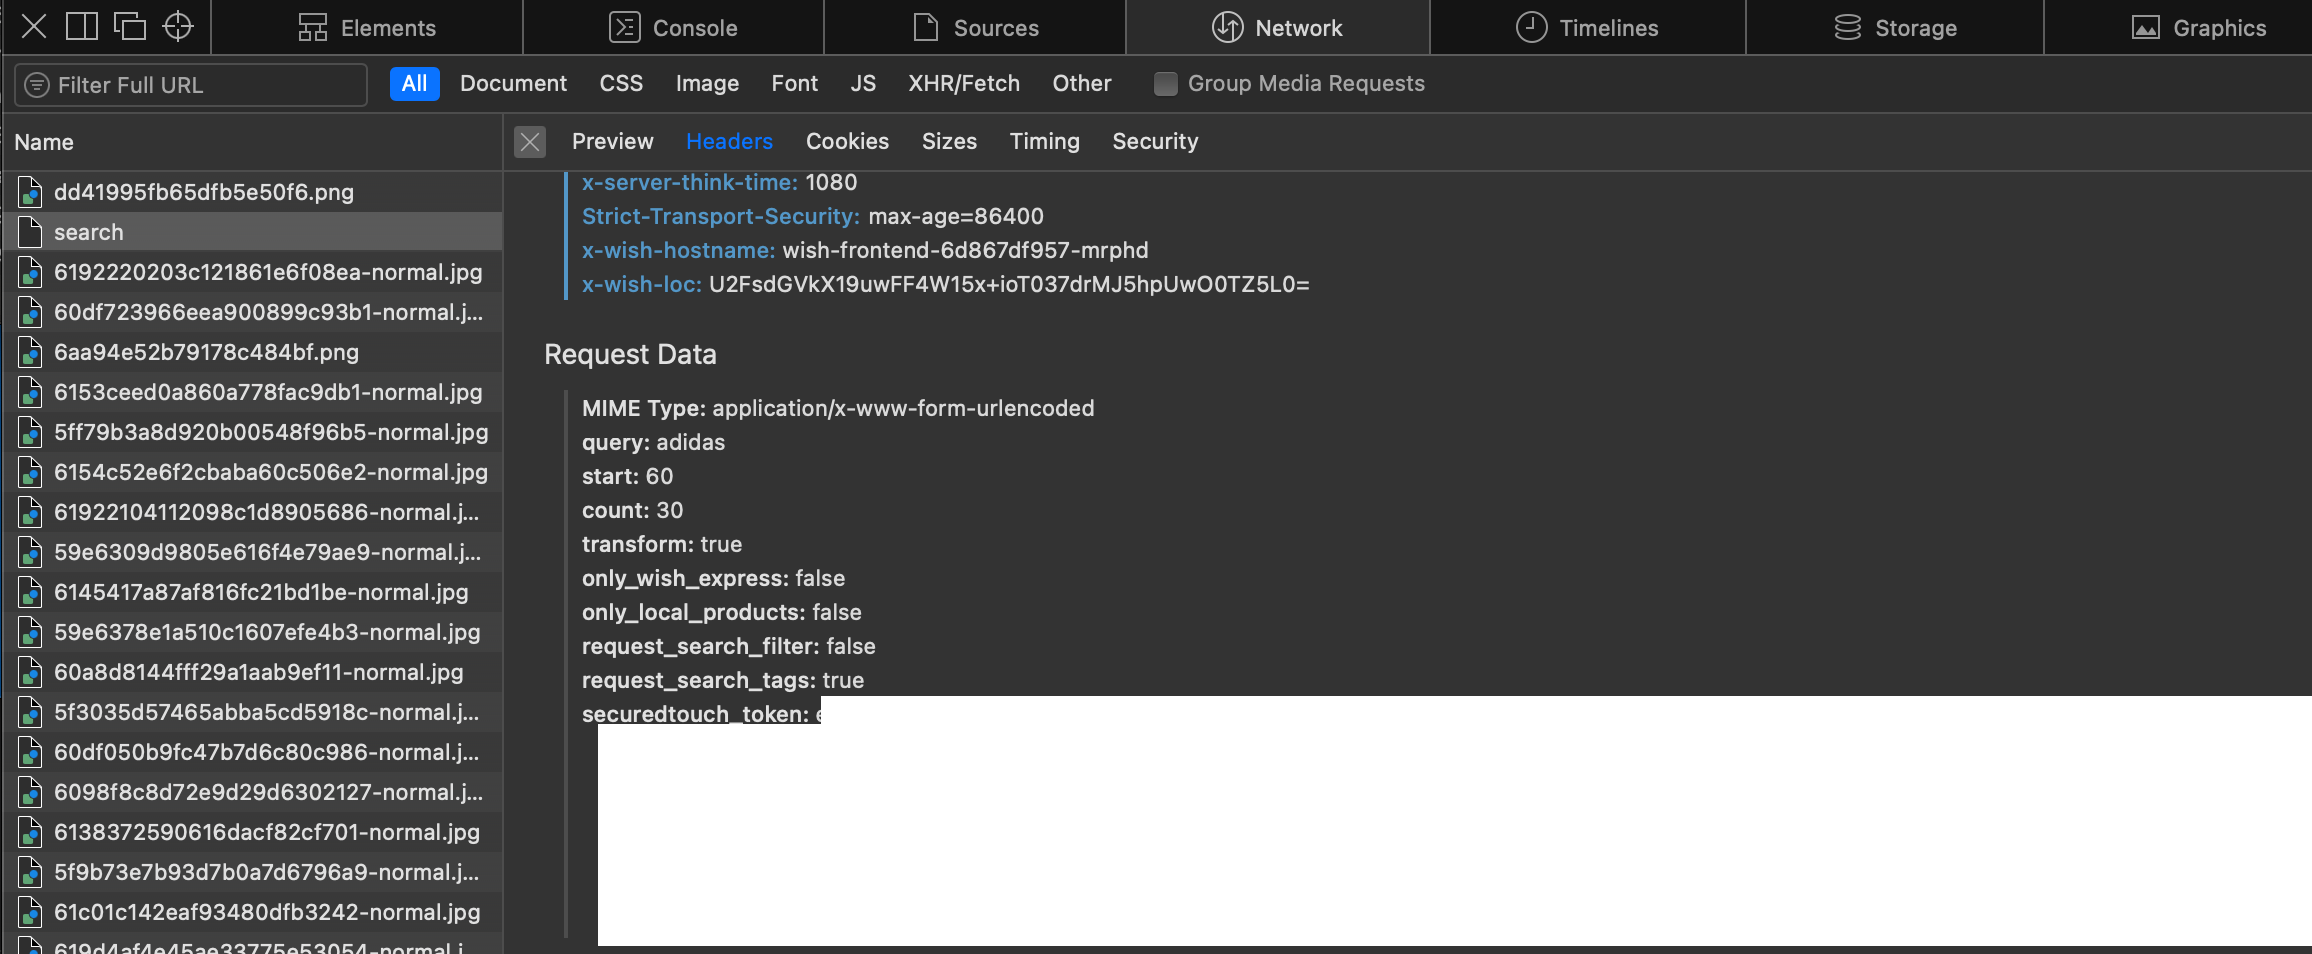 Elements Console Sources Network Timelines Storage Graphics
Filter Full URL All Document CSS Image Font JS XHR/Fetch Other Group Media Requests
Name
Preview Headers Cookies Sizes Timing Security
dd41995fb65dfb5e50f6.png
search
6192220203c121861e6f08ea-normal.jpg
60df723966eea900899c93b1-normal.j...
6aa94e52b79178c484bf.png
6153ceed0a860a778fac9db1-normal.jpg
5ff79b3a8d920b00548f96b5-normal.jpg
6154c52e6f2cbaba60c506e2-normal.jpg
61922104112098c1d8905686-normal.j...
59e6309d9805e616f4e79ae9-normal.j...
6145417a87af816fc21bd1be-normal.jpg
59e6378e1a510c1607efe4b3-normal.jpg
60a8d8144fff29a1aab9ef11-normal.jpg
5f3035d57465abba5cd5918c-normal.j...
60df050b9fc47b7d6c80c986-normal.j...
6098f8c8d72e9d29d6302127-normal.j...
6138372590616dacf82cf701-normal.jpg
5f9b73e7b93d7b0a7d6796a9-normal.j...
61c01c142eaf93480dfb3242-normal.jpg
x-server-think-time: 1080
Strict-Transport-Security: max-age=86400
x-wish-hostname: wish-frontend-6d867df957-mrphd
x-wish-loc: U2FsdGVkX19uwFF4W15x+ioT037drMJ5hpUwO0TZ5L0=
Request Data
MIME Type: application/x-www-form-urlencoded
query: adidas
start: 60
count: 30
transform: true
only_wish_express: false
only_local_products: false
request_search_filter: false
request_search_tags: true
securedtouch_token: